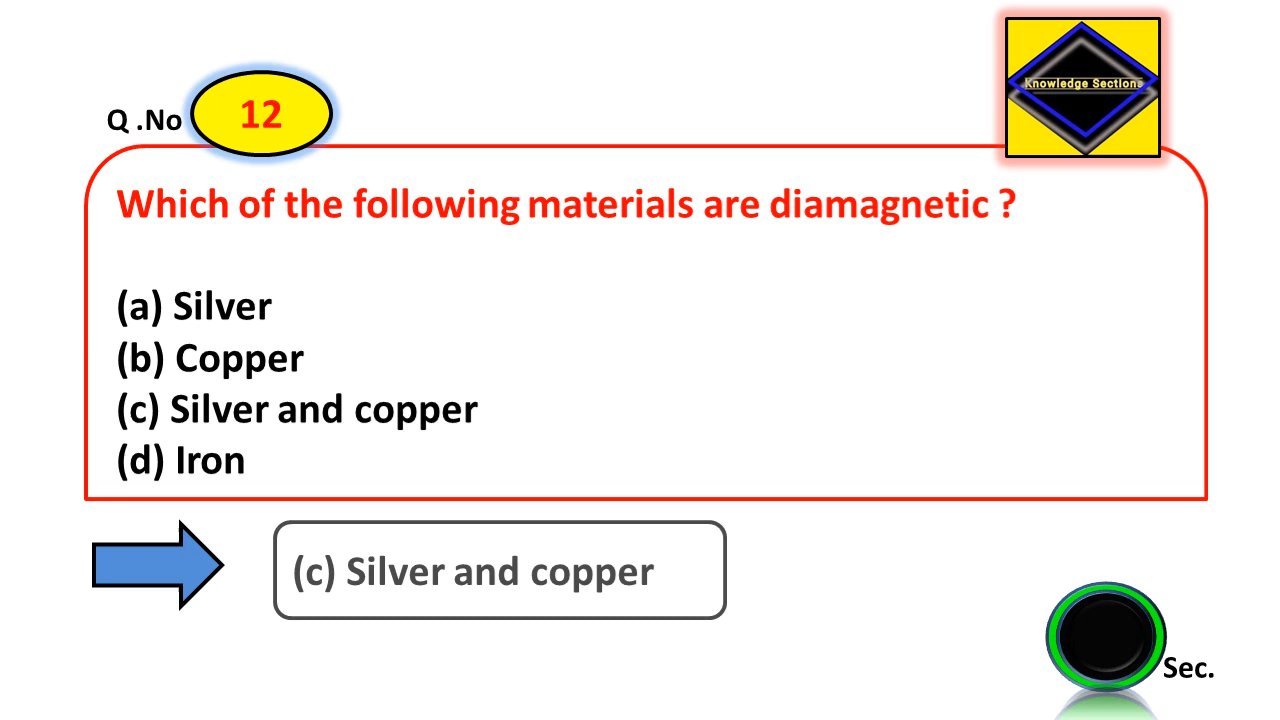 Knowledge Sections
Q .No 12
Which of the following materials are diamagnetic ?
(a) Silver
(b) Copper
(c) Silver and copper
(d) Iron
(c) Silver and copper
Sec.